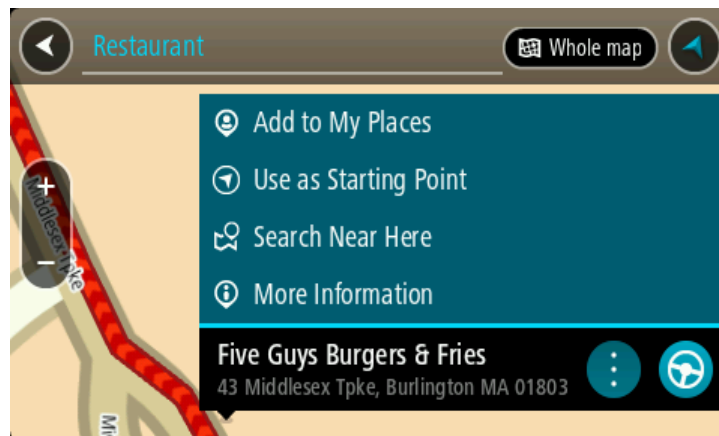 Restaurant
Whole map
Add to My Places
Use as Starting Point
Search Near Here
More Information
Five Guys Burgers & Fries
43 Middlesex Tpke, Burlington MA 01803
+
Middlesex Tpke
−
Mi